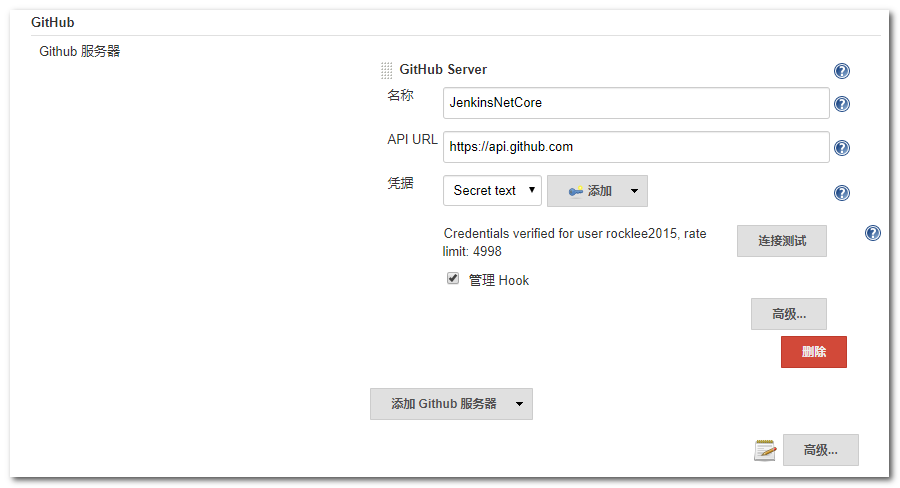 GitHub
Github 服务器
GitHub Server
名称
JenkinsNetCore
API URL
https://api.github.com
凭据
Secret text
添加
Credentials verified for user rocklee2015, rate
limit: 4998
连接测试
管理 Hook
高级...
删除
添加 Github 服务器
高级...